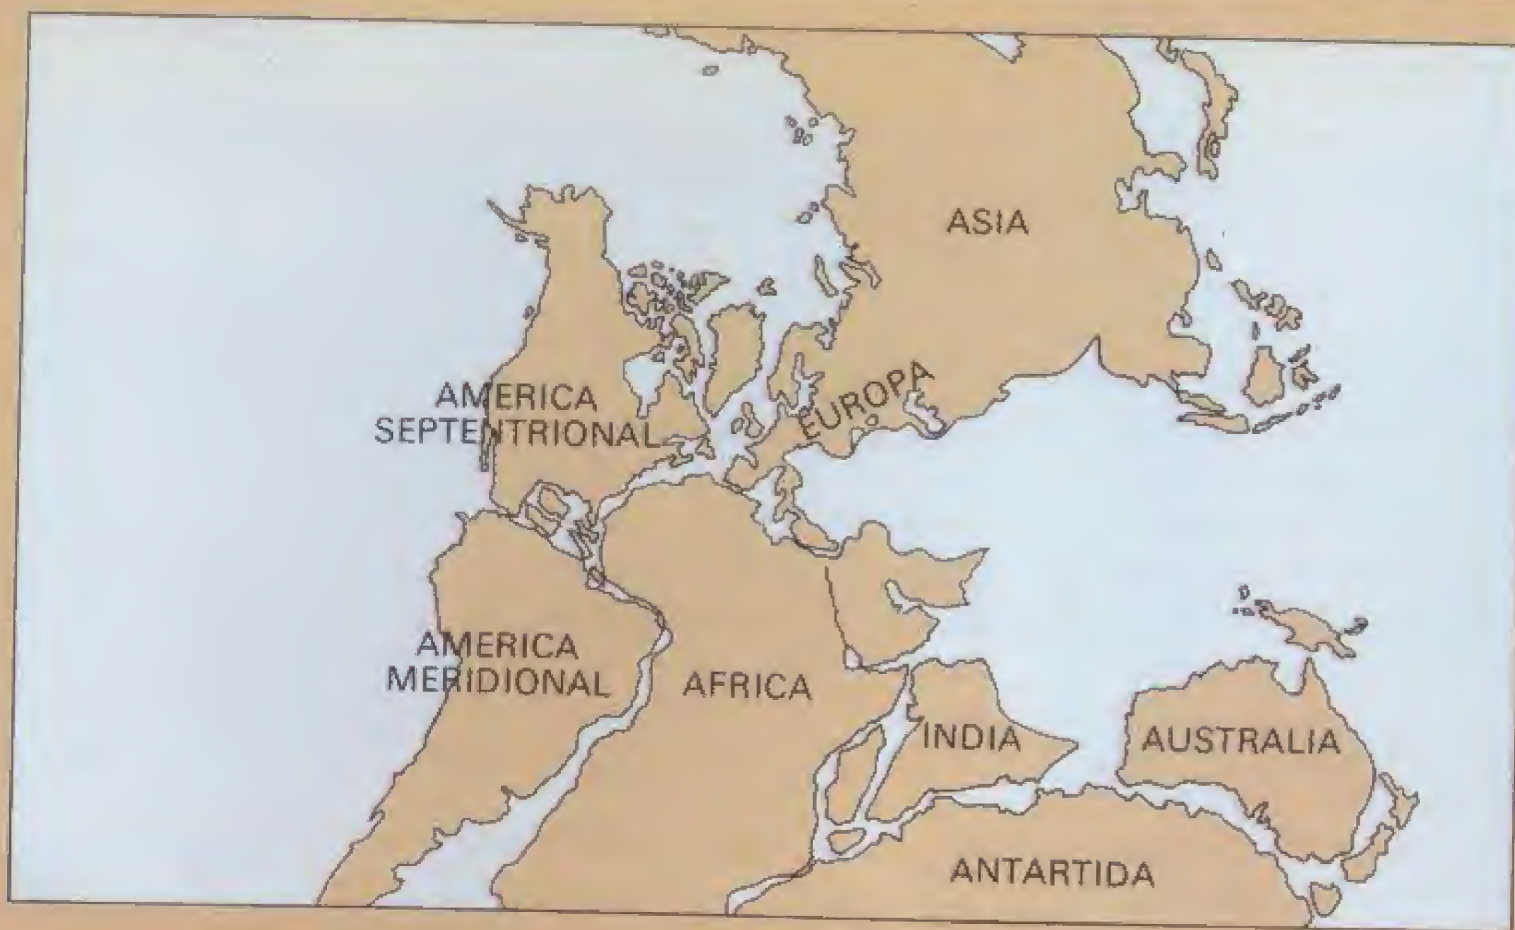 ASIA
AMERICA
SEPTENTRIONAL
EUROPA
AMERICA
MERIDIONAL
AFRICA
INDIA
AUSTRALIA
ANTARTIDA